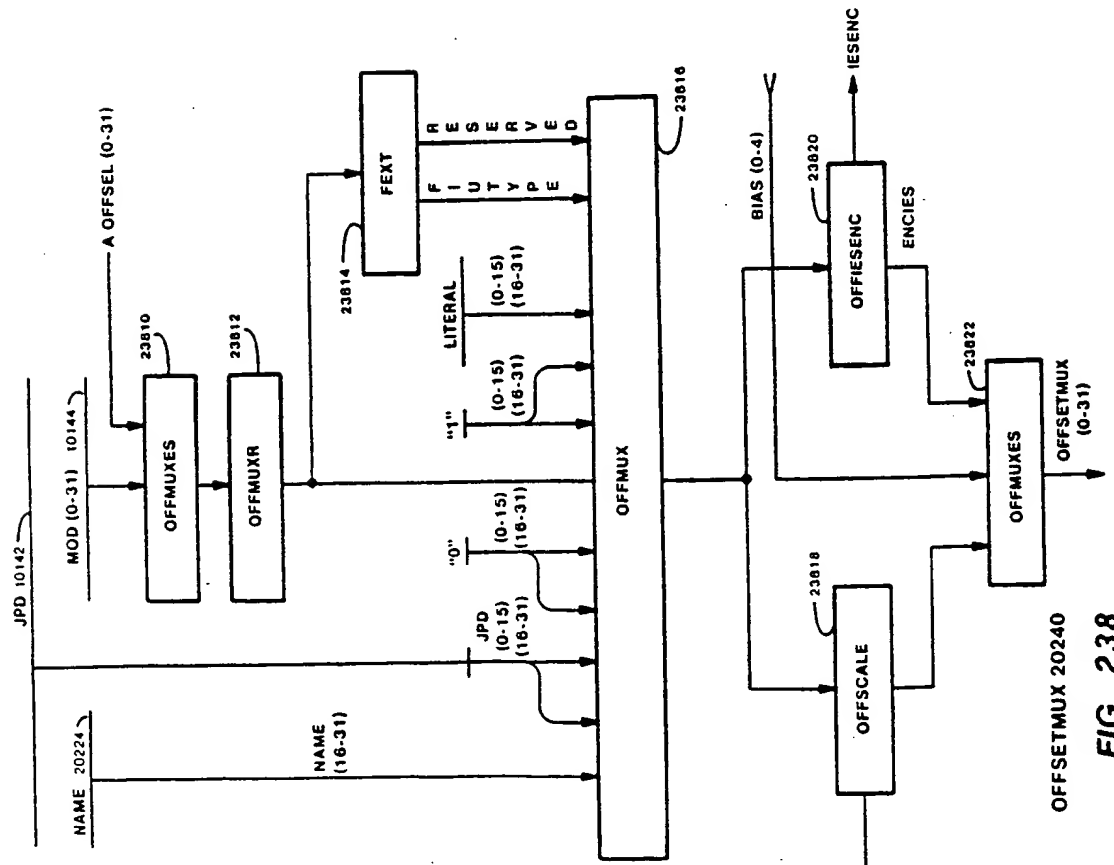 JPD 10142
NAME 20224
MOD (0-31) 10144
A OFFSEL (0-31)
23810
OFFMUXES
23812
OFFMUXR
23814
FEXT
FIUTYPE
RESERVED
NAME
(16-31)
JPD
(0-15)
(16-31)
"0"
(0-15)
(16-31)
"1"
(0-15)
(16-31)
LITERAL
(0-15)
(16-31)
OFFMUX
23816
BIAS (0-4)
23818
OFFSCALE
23820
OFFIESENC
IESENC
ENCIES
23822
OFFMUXES
OFFSETMUX
(0-31)
OFFSETMUX 20240
FIG 238